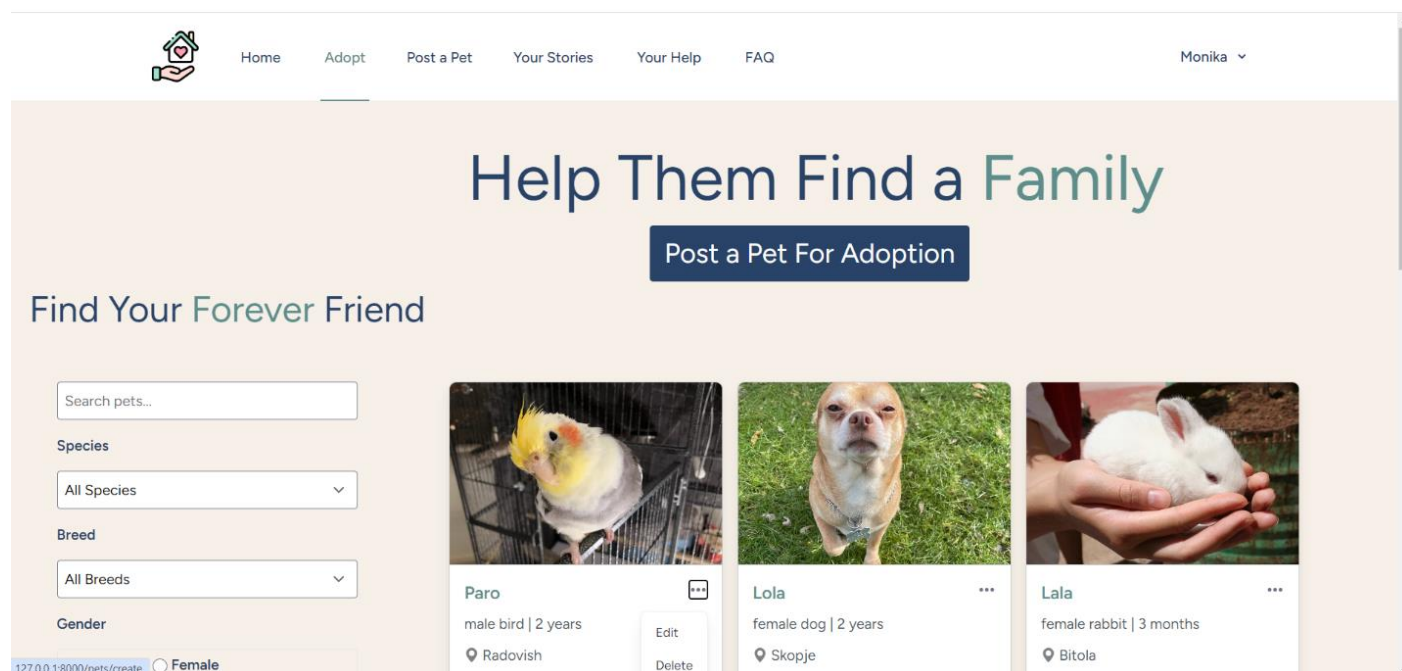 Home Adopt Post a Pet Your Stories Your Help FAQ Monika
Help Them Find a Family
Post a Pet For Adoption
Find Your Forever Friend
Search pets...
Species
All Species
Breed
All Breeds
Gender
Female
Paro
male bird | 2 years
Radovish
Edit
Delete
Lola
female dog | 2 years
Skopje
Lala
female rabbit | 3 months
Bitola
127.0.0.1:8000/pets/create